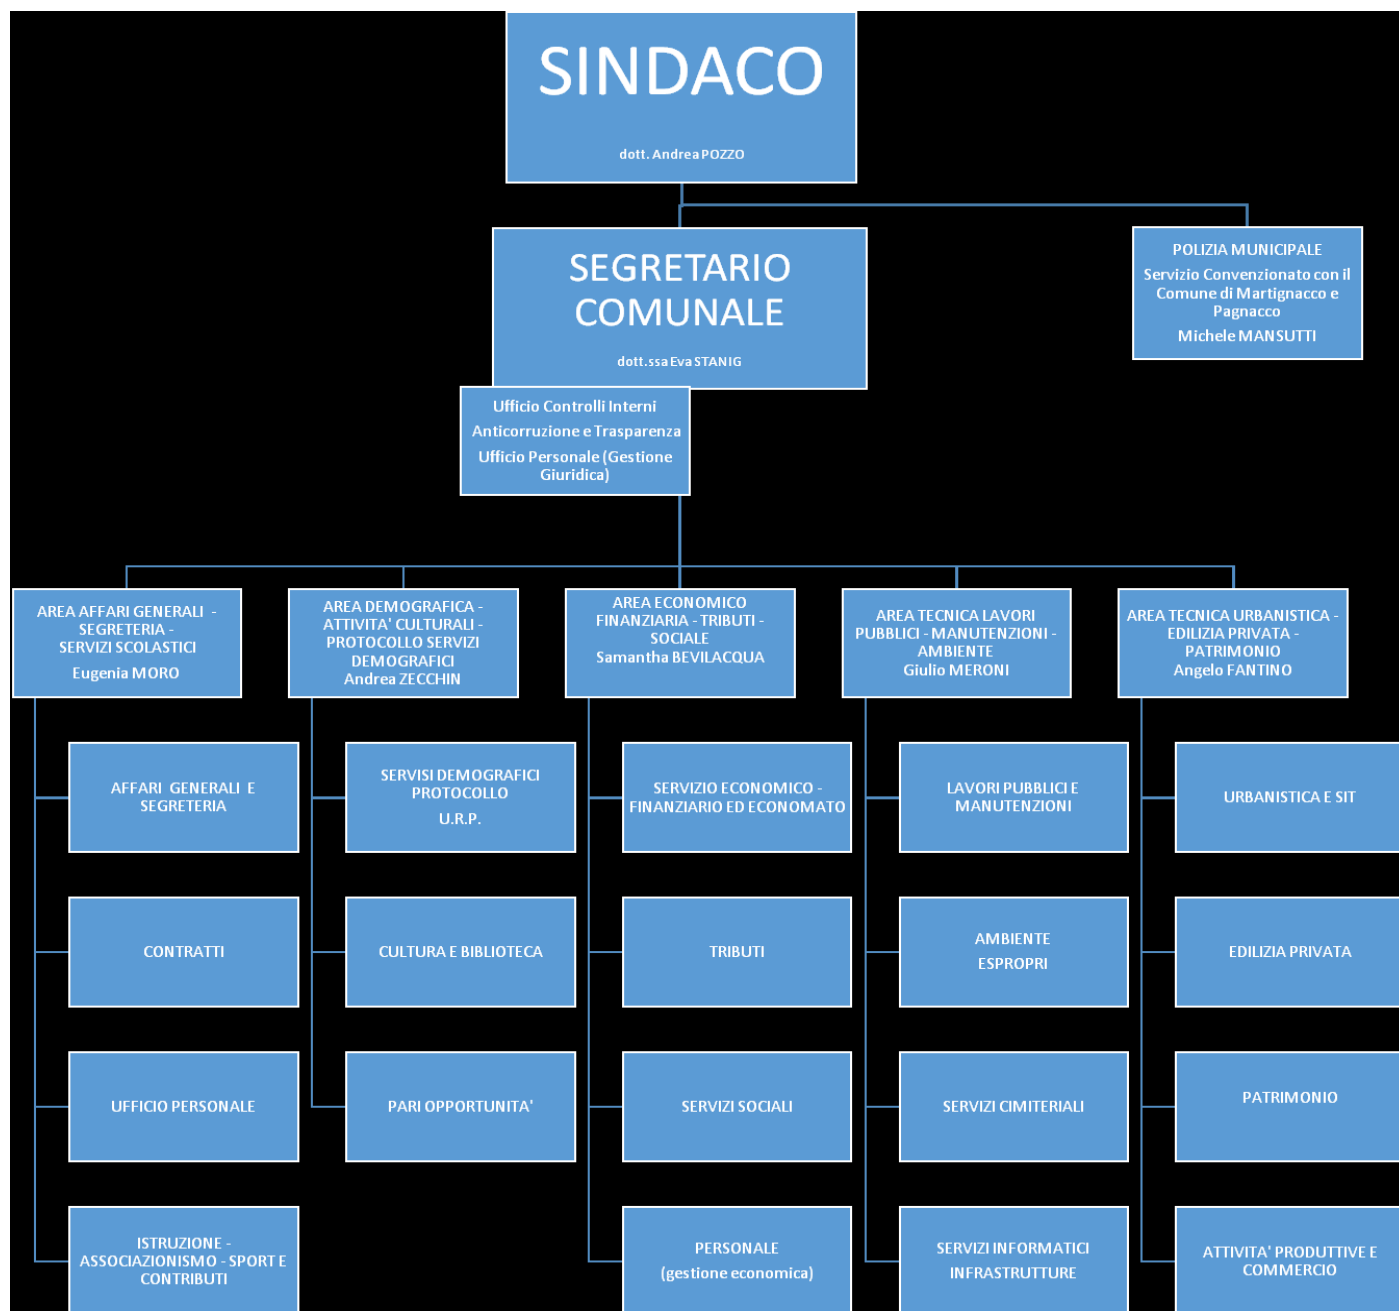 SINDACO
dott. Andrea POZZO
SEGRETARIO
COMUNALE
dott.ssa Eva STANIG
POLIZIA MUNICIPALE
Servizio Convenzionato con il
Comune di Martignacco e
Pagnacco
Michele MANSUTTI
Ufficio Controlli Interni
Anticorruzione e Trasparenza
Ufficio Personale (Gestione
Giuridica)
AREA AFFARI GENERALI -
SEGRETERIA -
SERVIZI SCOLASTICI
Eugenia MORO
AREA DEMOGRAFICA -
ATTIVITA' CULTURALI -
PROTOCOLLO SERVIZI
DEMOGRAFICI
Andrea ZECCHIN
AREA ECONOMICO
FINANZIARIA - TRIBUTI -
SOCIALE
Samantha BEVILACQUA
AREA TECNICA LAVORI
PUBBLICI - MANUTENZIONI -
AMBIENTE
Giulio MERONI
AREA TECNICA URBANISTICA -
EDILIZIA PRIVATA -
PATRIMONIO
Angelo FANTINO
AFFARI GENERALI E
SEGRETERIA
SERVISI DEMOGRAFICI
PROTOCOLLO
U.R.P.
SERVIZIO ECONOMICO -
FINANZIARIO ED ECONOMATO
LAVORI PUBBLICI E
MANUTENZIONI
URBANISTICA E SIT
CONTRATTI
CULTURA E BIBLIOTECA
TRIBUTI
AMBIENTE
ESPROPRI
EDILIZIA PRIVATA
UFFICIO PERSONALE
PARI OPPORTUNITA'
SERVIZI SOCIALI
SERVIZI CIMITERIALI
PATRIMONIO
ISTRUZIONE -
ASSOCIAZIONISMO - SPORT E
CONTRIBUTI
PERSONALE
(gestione economica)
SERVIZI INFORMATICI
INFRASTRUTTURE
ATTIVITA' PRODUTTIVE E
COMMERCIO